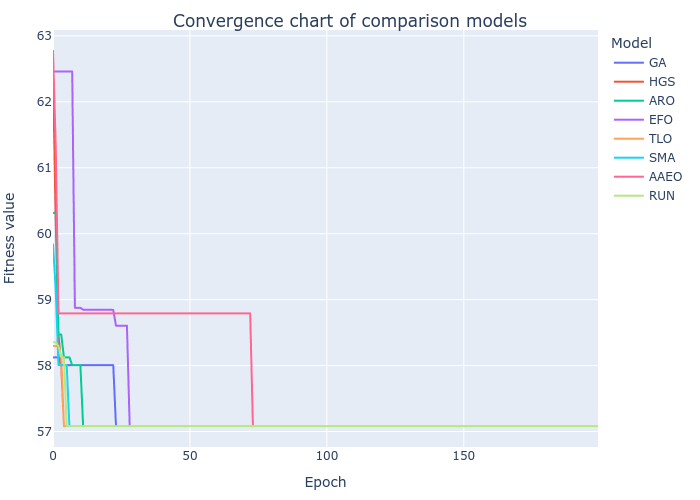 Convergence chart of comparison models
Fitness value
63
62
61
60
59
58
57
0
50
100
150
Epoch
Model
GA
HGS
ARO
EFO
TLO
SMA
AAEO
RUN